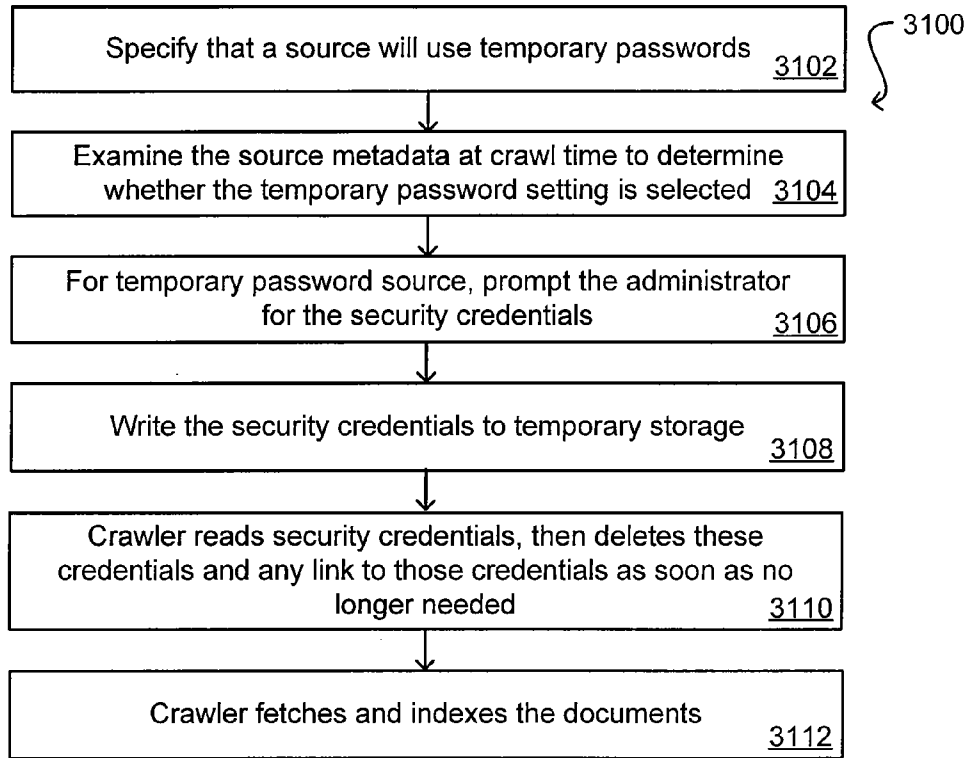 3100
Specify that a source will use temporary passwords
3102
Examine the source metadata at crawl time to determine
whether the temporary password setting is selected
3104
For temporary password source, prompt the administrator
for the security credentials
3106
Write the security credentials to temporary storage
3108
Crawler reads security credentials, then deletes these
credentials and any link to those credentials as soon as no
longer needed
3110
Crawler fetches and indexes the documents
3112